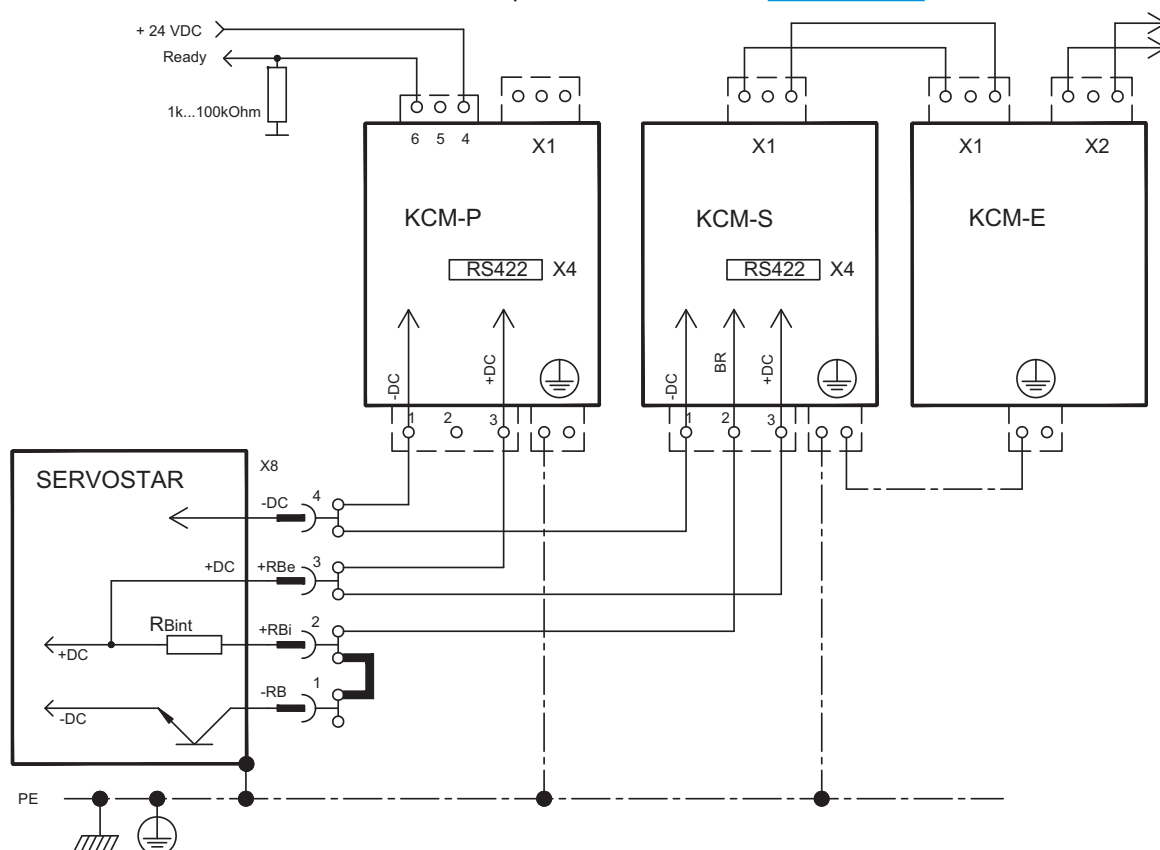 + 24 VDC
Ready
1k...100kOhm
6 5 4
X1
KCM-P
RS422 X4
-DC
+DC
1 2 3
X1
KCM-S
RS422 X4
-DC
BR
+DC
1 2 3
X1 X2
KCM-E
SERVOSTAR
X8
-DC 4
+DC +RBe 3
RBint
+RBi 2
+DC
-RB 1
-DC
PE